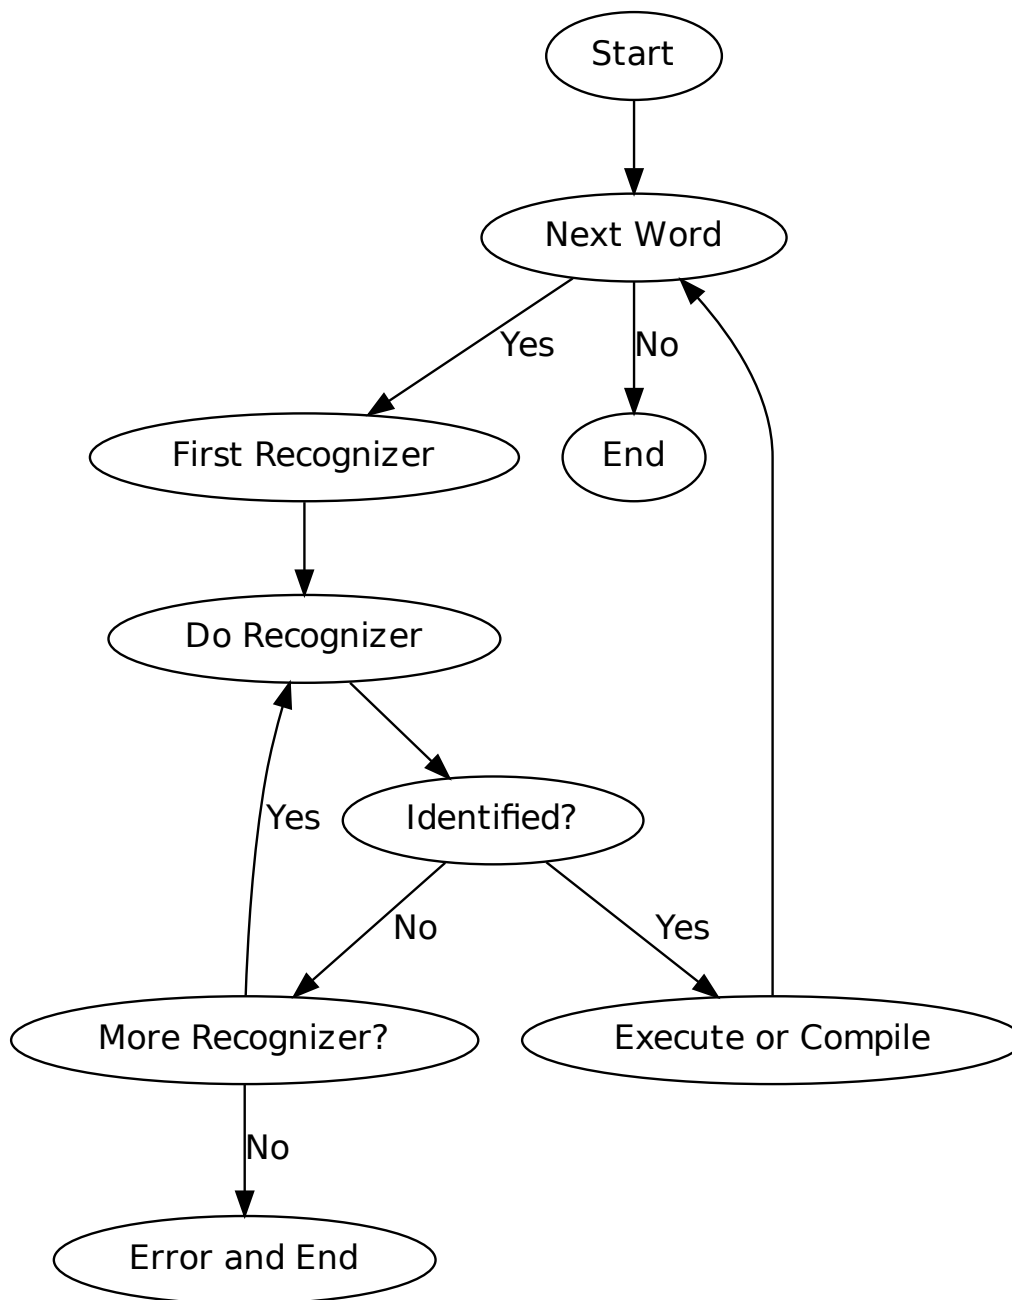 Start
Next Word
Yes
No
First Recognizer
End
Do Recognizer
Yes
Identified?
No
Yes
More Recognizer?
Execute or Compile
No
Error and End